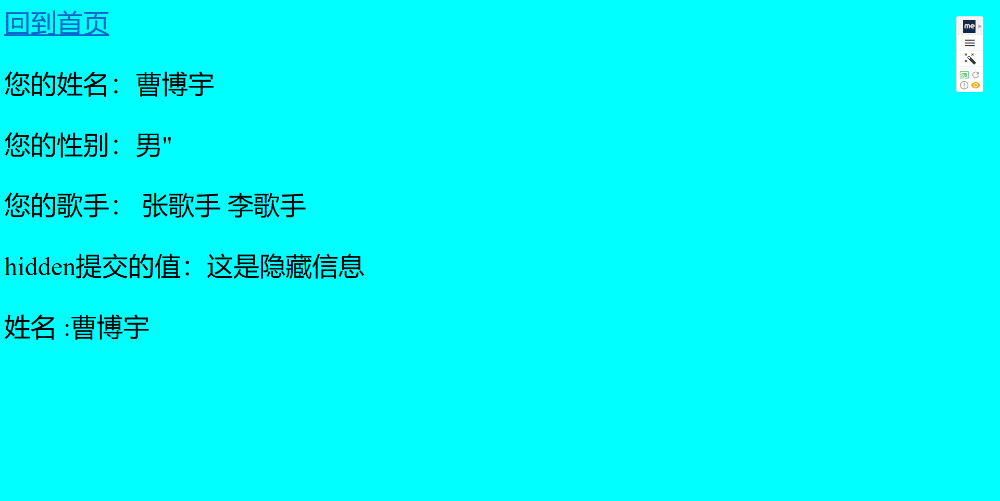 回到首页
me
您的姓名：曹博宇
您的性别：男"
您的歌手： 张歌手 李歌手
hidden提交的值：这是隐藏信息
姓名 :曹博宇